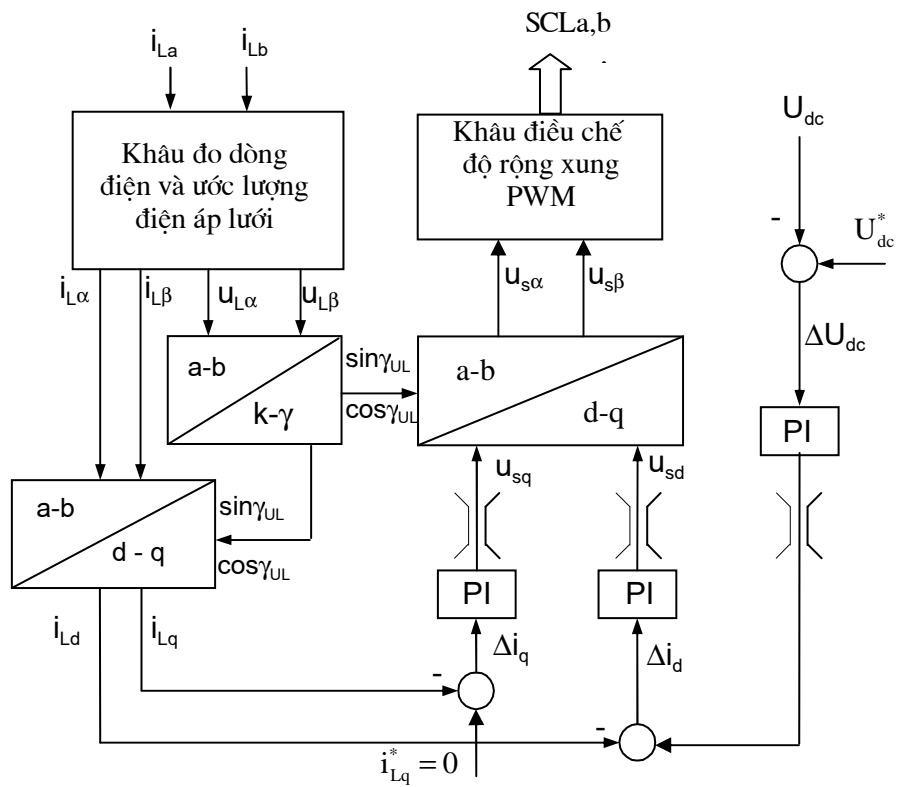 SCLa,b
i_La
i_Lb
U_dc
Khâu đo dòng
điện và ước lượng
điện áp lưới
Khâu điều chế
độ rộng xung
PWM
-
U*_dc
i_Lα
i_Lβ
u_Lα
u_Lβ
u_sα
u_sβ
ΔU_dc
a-b
k-γ
sinγ_UL
cosγ_UL
a-b
d-q
PI
u_sq
u_sd
a-b
d - q
sinγ_UL
cosγ_UL
PI
PI
i_Ld
i_Lq
Δi_q
Δi_d
-
-
i*_Lq = 0